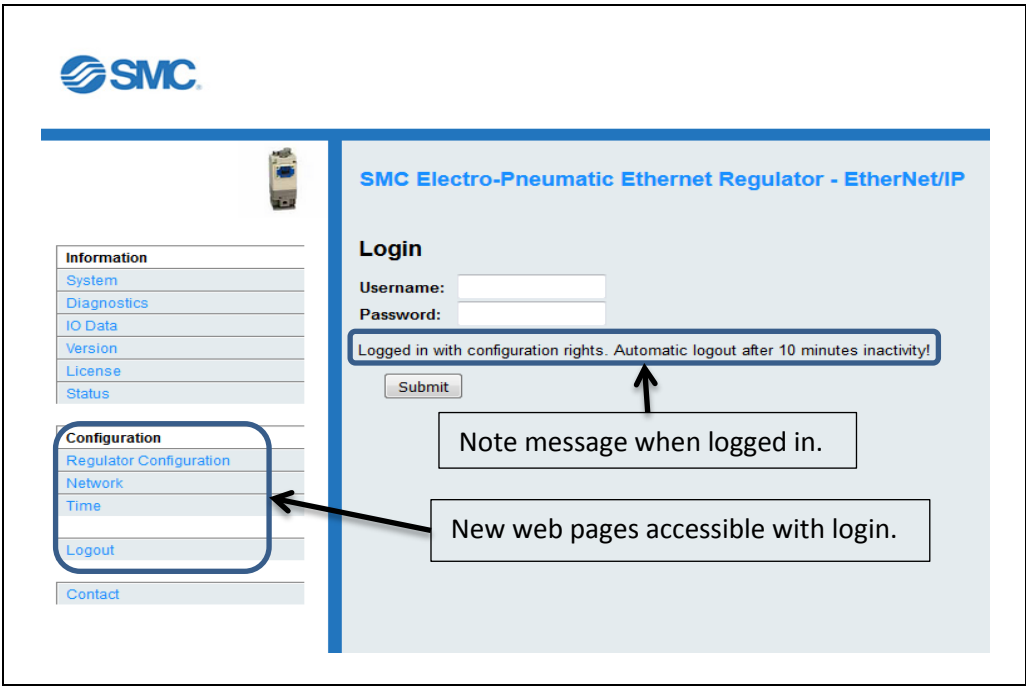 SMC.
SMC Electro-Pneumatic Ethernet Regulator - EtherNet/IP
Information
System
Diagnostics
IO Data
Version
License
Status
Configuration
Regulator Configuration
Network
Time
Logout
Contact
Login
Username:
Password:
Logged in with configuration rights. Automatic logout after 10 minutes inactivity!
Submit
Note message when logged in.
New web pages accessible with login.